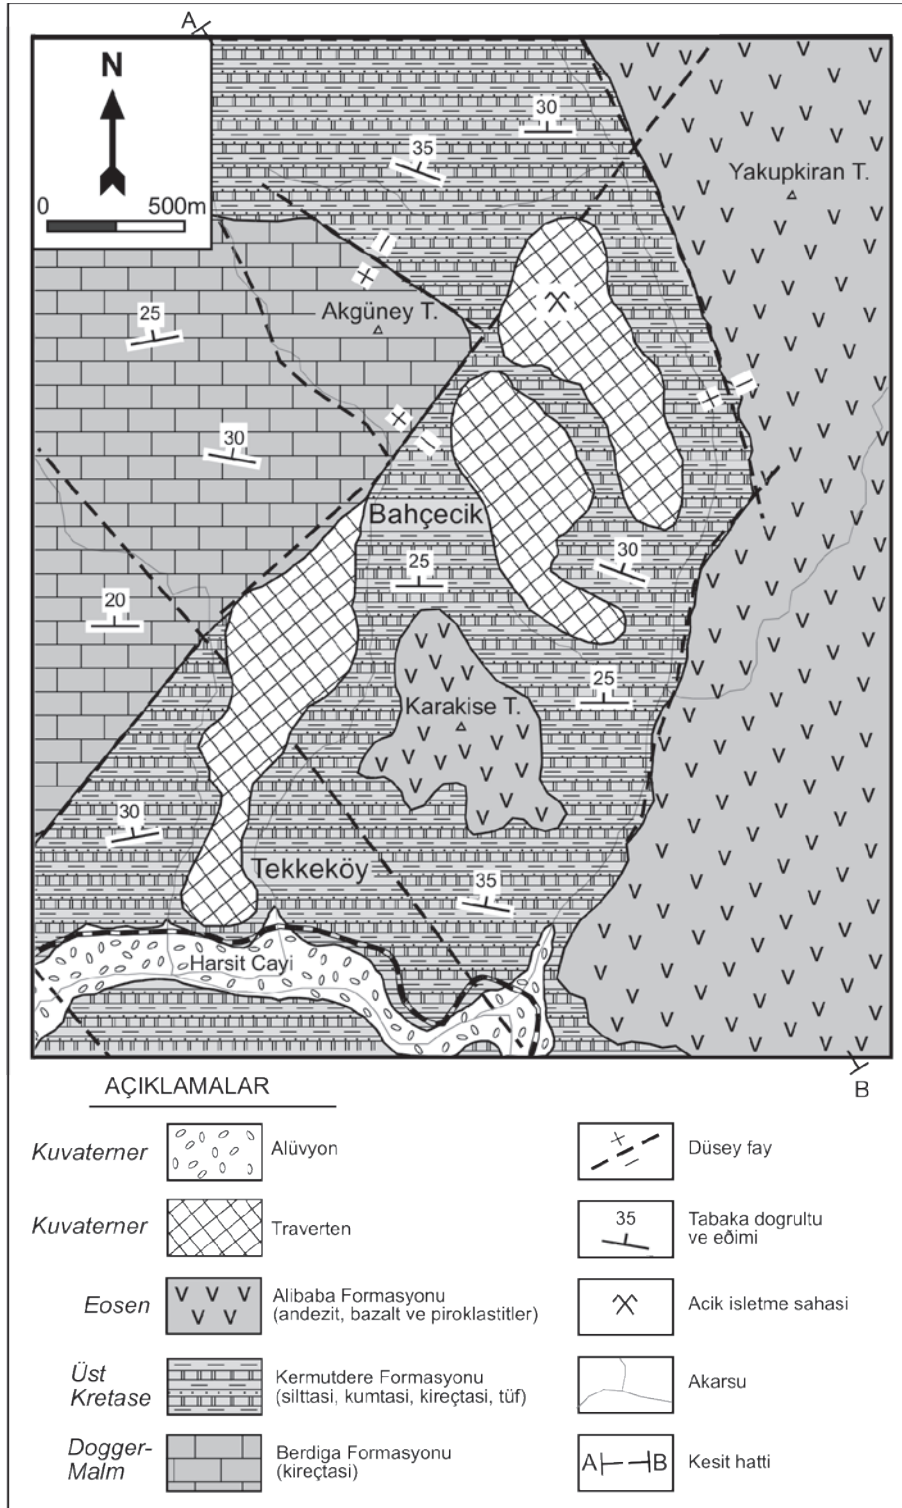 A
N
0 500m
30
35
Yakupkiran T.
25
Akgüney T.
30
Bahçecik
25
30
20
25
Karakise T.
30
Tekkeköy
35
Harsit Cayi
B
AÇIKLAMALAR
Kuvaterner
Alüvyon
Kuvaterner
Traverten
Eosen
Alibaba Formasyonu
(andezit, bazalt ve piroklastitler)
Üst
Kretase
Kermutdere Formasyonu
(silttasi, kumtasi, kireçtasi, tüf)
Dogger-
Malm
Berdiga Formasyonu
(kireçtasi)
Düsey fay
35
Tabaka dogrultu
ve eðimi
Acik isletme sahasi
Akarsu
A B
Kesit hatti